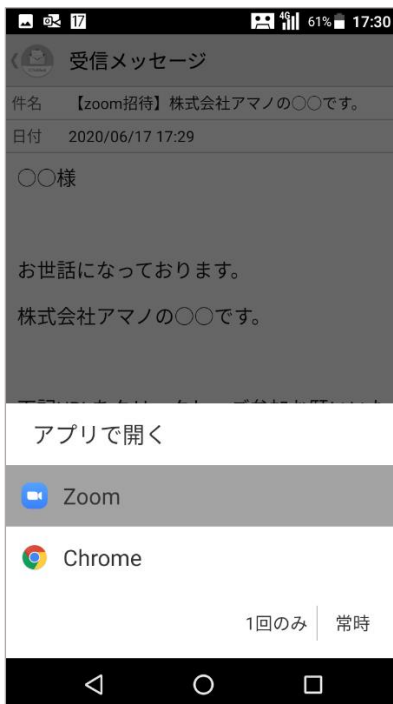 17 4G 61% 17:30
受信メッセージ
件名 【zoom招待】株式会社アマノの〇〇です。
日付 2020/06/17 17:29
〇〇様
お世話になっております。
株式会社アマノの〇〇です。
アプリで開く
Zoom
Chrome
1回のみ 常時